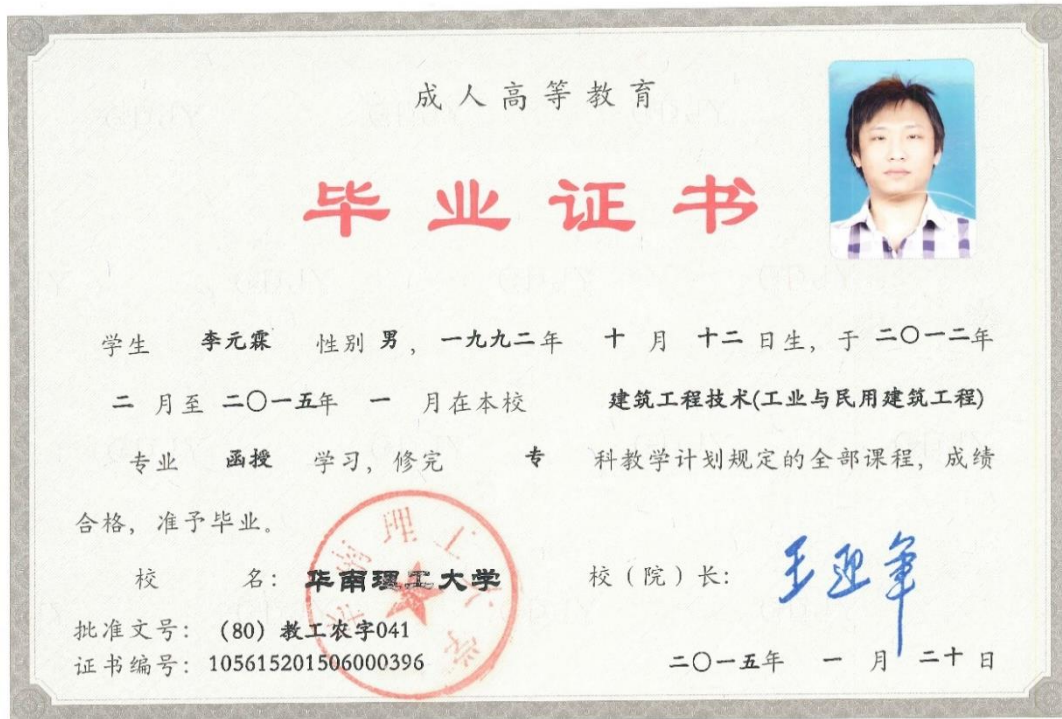 成人高等教育
毕业证书
学生 李元霖 性别 男，一九九二年 十 月 十二 日生，于 二〇一二年
二 月至 二〇一五年 一 月在本校 建筑工程技术(工业与民用建筑工程)
专业 函授 学习，修完 专 科教学计划规定的全部课程，成绩
合格，准予毕业。
校 名：华南理工大学 校（院）长：王迎军
批准文号：（80）教工农字041
证书编号：105615201506000396 二〇一五年 一 月 二十 日
华南理工大学